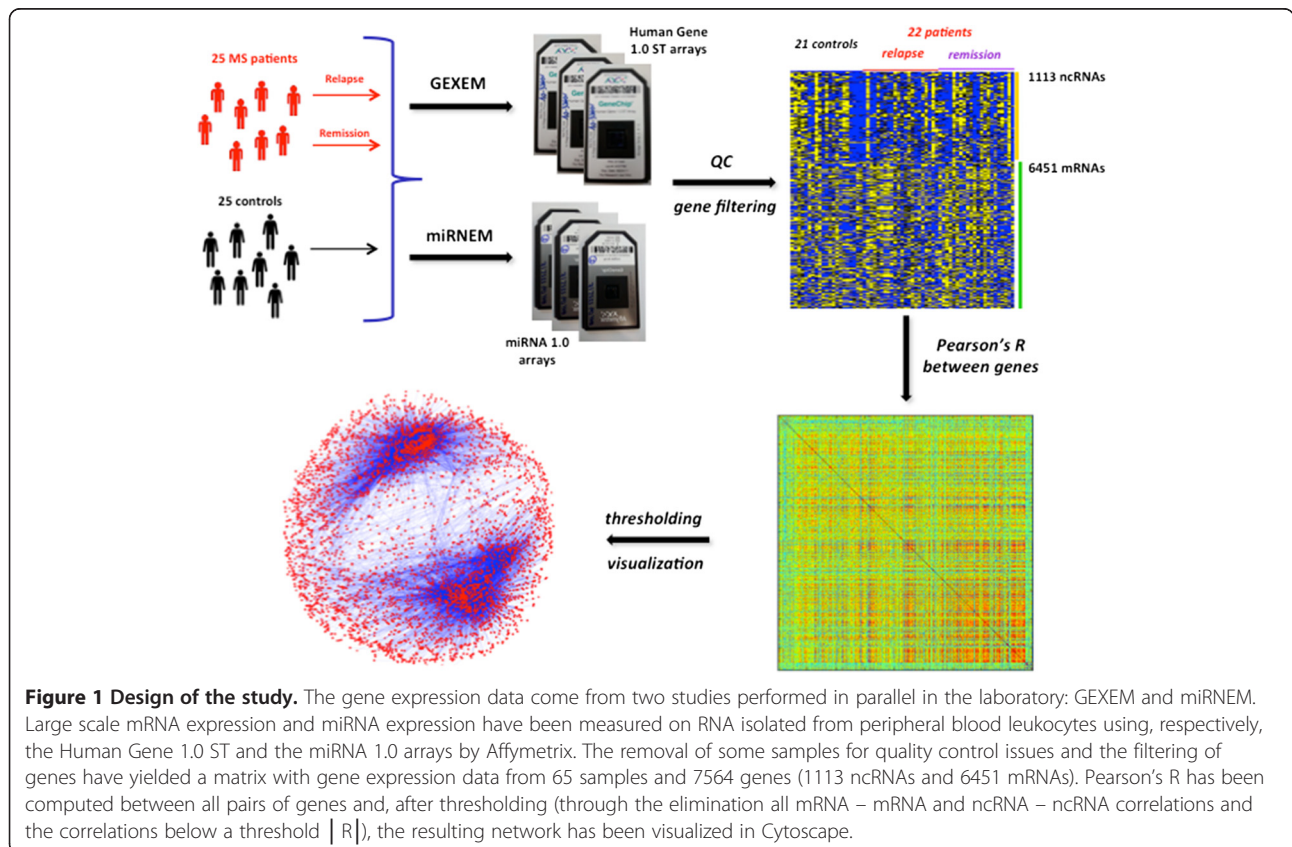 25 MS patients
Relapse
Remission
25 controls
GEXEM
miRNEM
Human Gene
1.0 ST arrays
GeneChip
miRNA 1.0
arrays
QC
gene filtering
21 controls
22 patients
relapse
remission
1113 ncRNAs
6451 mRNAs
Pearson's R
between genes
thresholding
visualization
Figure 1 Design of the study. The gene expression data come from two studies performed in parallel in the laboratory: GEXEM and miRNEM.
Large scale mRNA expression and miRNA expression have been measured on RNA isolated from peripheral blood leukocytes using, respectively,
the Human Gene 1.0 ST and the miRNA 1.0 arrays by Affymetrix. The removal of some samples for quality control issues and the filtering of
genes have yielded a matrix with gene expression data from 65 samples and 7564 genes (1113 ncRNAs and 6451 mRNAs). Pearson's R has been
computed between all pairs of genes and, after thresholding (through the elimination all mRNA – mRNA and ncRNA – ncRNA correlations and
the correlations below a threshold | R|), the resulting network has been visualized in Cytoscape.